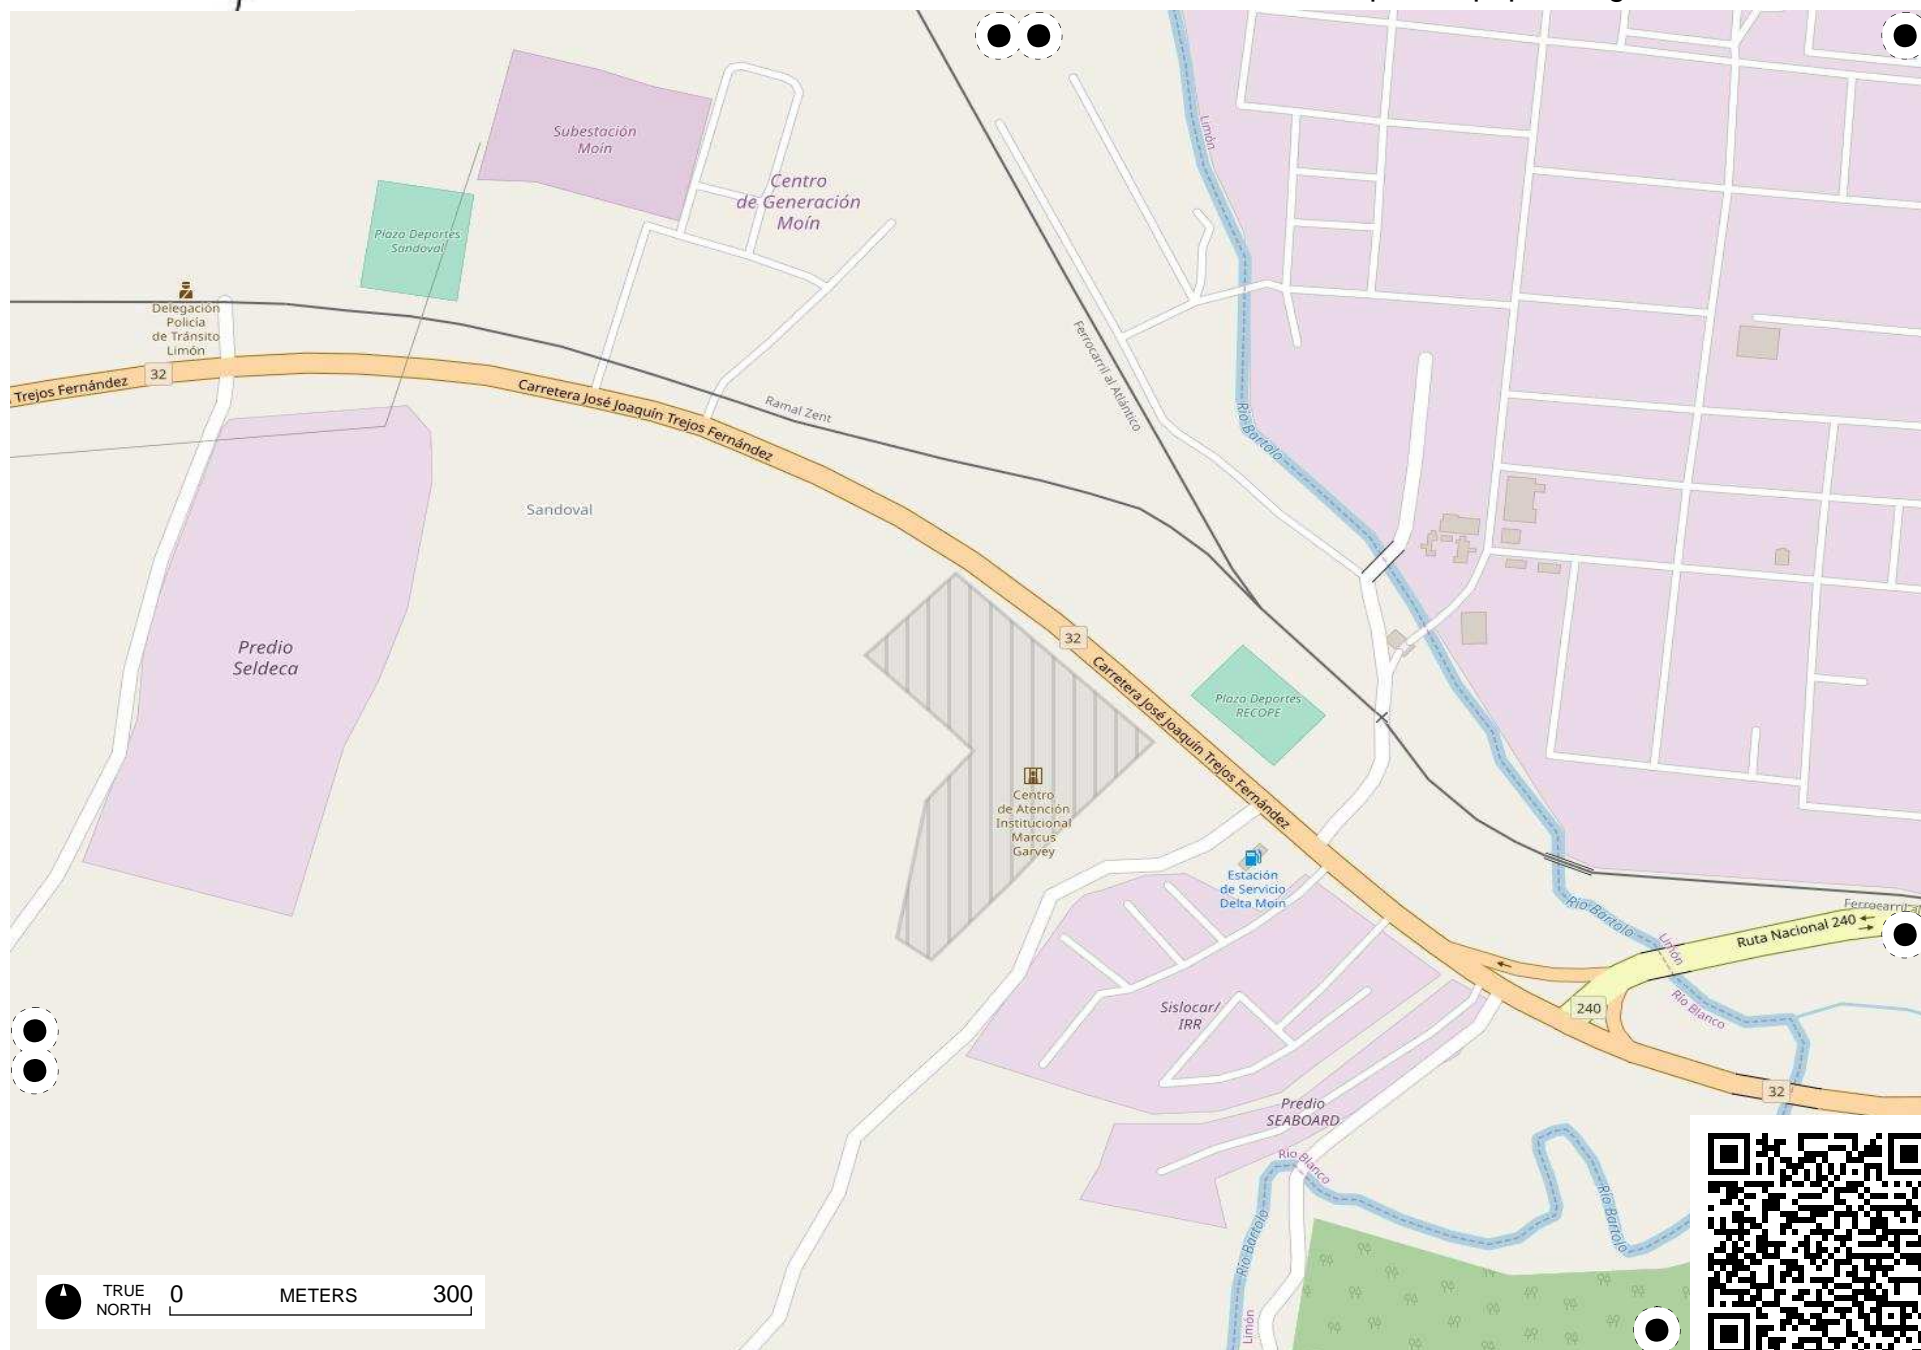 Subestación
Moín
Centro
de Generación
Moín
Plaza Deportes
Sandoval
Delegación
Policía
de Tránsito
Limón
32
Trejos Fernández
Carretera José Joaquín Trejos Fernández
Ramal Zent
Ferrocarril al Atlántico
Limón
Río Bartolo
Sandoval
Predio
Seldeca
32
Carretera José Joaquín Trejos Fernández
Plaza Deportes
RECOPE
Centro
de Atención
Institucional
Marcus
Garvey
Estación
de Servicio
Delta Moín
Río Bartolo
Ferrocarril al
Ruta Nacional 240
Limón
Río Blanco
240
Sislocar/
IRR
32
Predio
SEABOARD
Río Blanco
Río Bartolo
Río Bartolo
Limón
TRUE
NORTH
0 METERS 300